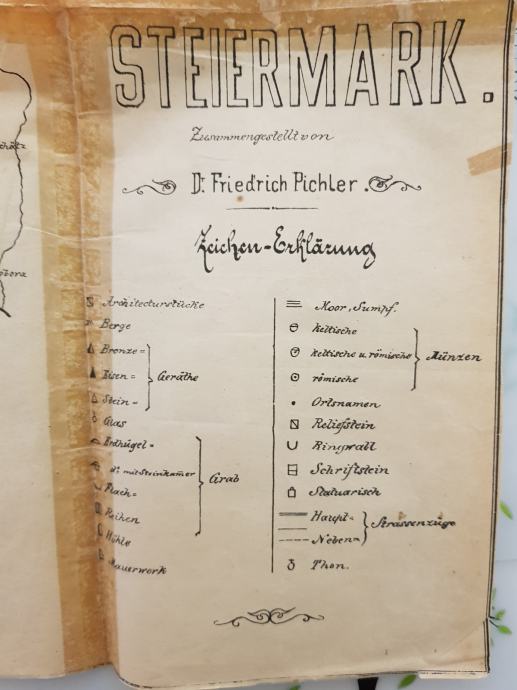 STEIERMARK.
Zusammengestellt von
Dr. Friedrich Pichler.
Zeichen-Erklärung
Architecturstücke
Berge
Bronze=
Eisen=
Geräthe
Stein=
Glas
Erdhügel=
dº mit Steinkamer
Grab
Flach=
Reihen
Höhle
Mauerwork
Moor, Sumpf.
keltische
keltische u. römische
Münzen
römische
Ortsnamen
Reliefstein
Ringwall
Schriftstein
Statuarisch
Haupt=
Strassenzüge
Neben=
Thon.